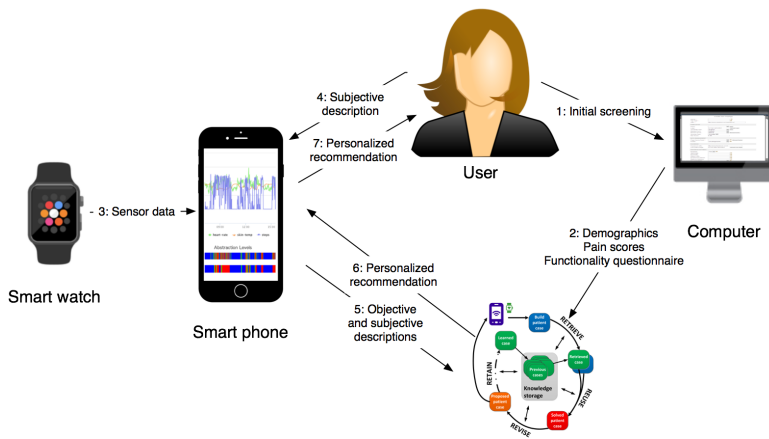 4: Subjective
description
1: Initial screening
7: Personalized
recommendation
User
3: Sensor data
Abstraction Levels
2: Demographics
Pain scores
Functionality questionnaire
Computer
6: Personalized
recommendation
Smart watch
5: Objective
and subjective
descriptions
Smart phone
Build
patient
case
RETRIEVE
Learned
case
Retrieved
case
Previous
cases
RETAIN
Knowledge
storage
REUSE
Proposed
patient
case
Solved
patient
case
REVISE